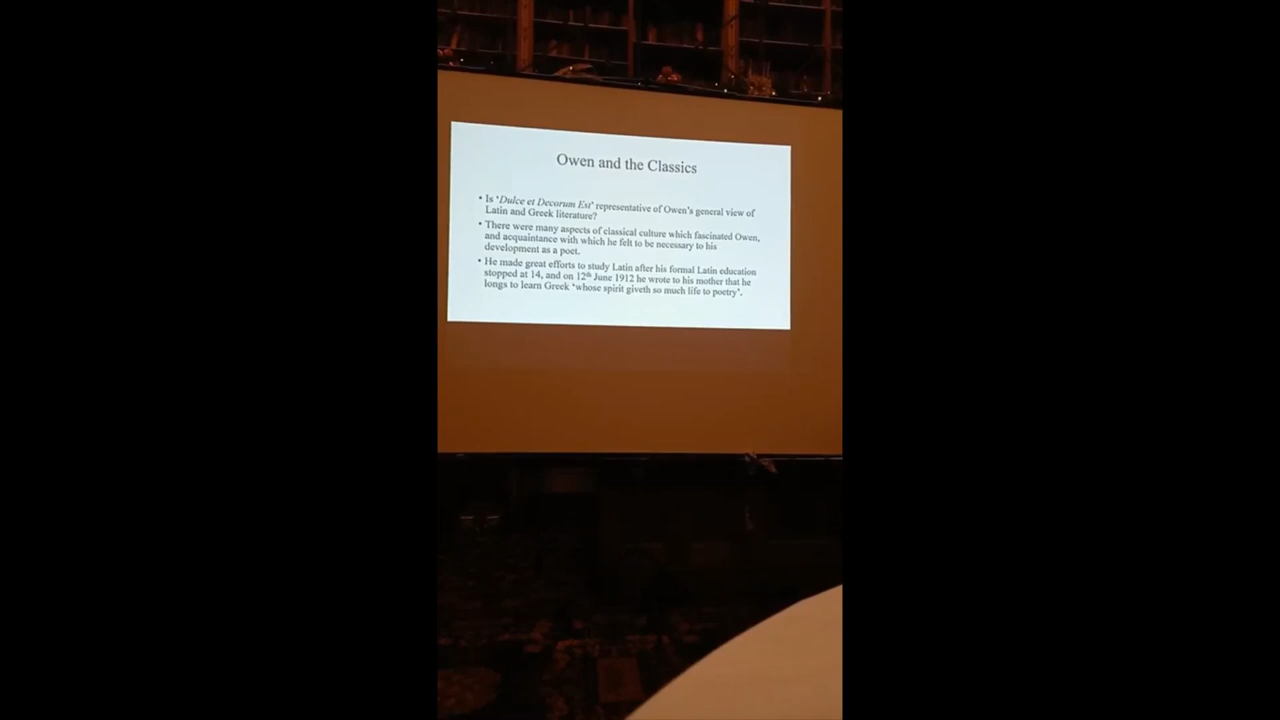 Owen and the Classics
• Is ‘Dulce et Decorum Est’ representative of Owen’s general view of
Latin and Greek literature?
• There were many aspects of classical culture which fascinated Owen,
and acquaintance with which he felt to be necessary to his
development as a poet.
• He made great efforts to study Latin after his formal Latin education
stopped at 14, and on 12th June 1912 he wrote to his mother that he
longs to learn Greek ‘whose spirit giveth so much life to poetry’.